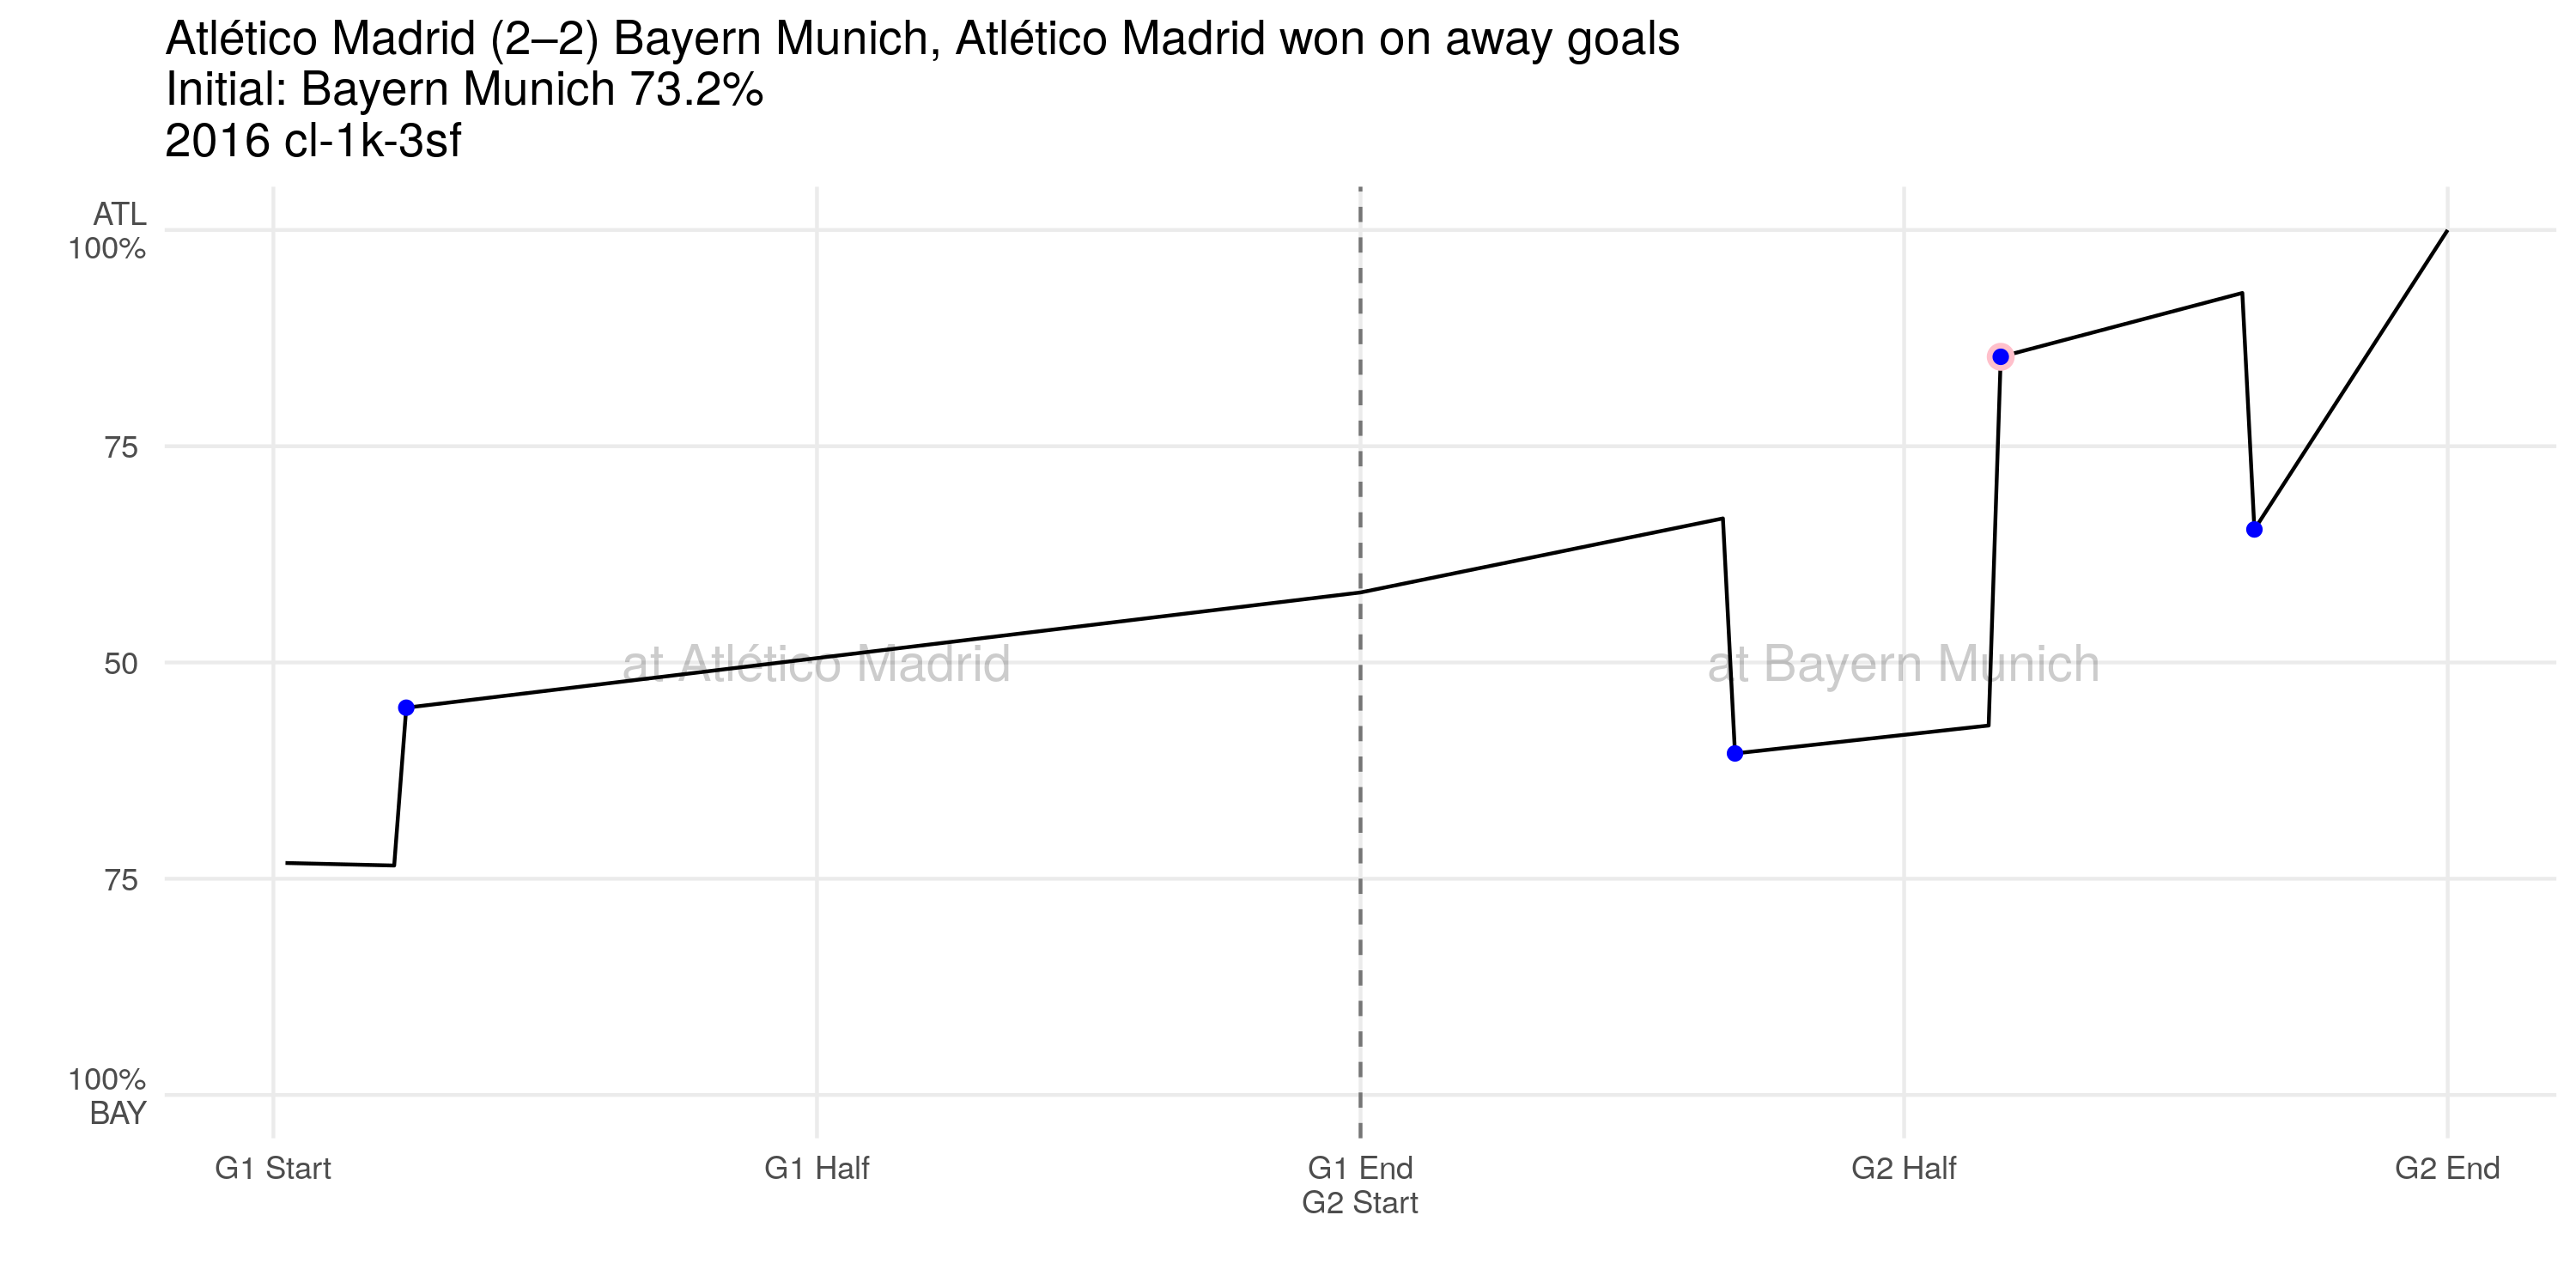 Atlético Madrid (2–2) Bayern Munich, Atlético Madrid won on away goals
Initial: Bayern Munich 73.2%
2016 cl-1k-3sf
ATL
100%
75
50
75
100%
BAY
at Atlético Madrid
at Bayern Munich
G1 Start
G1 Half
G1 End
G2 Start
G2 Half
G2 End